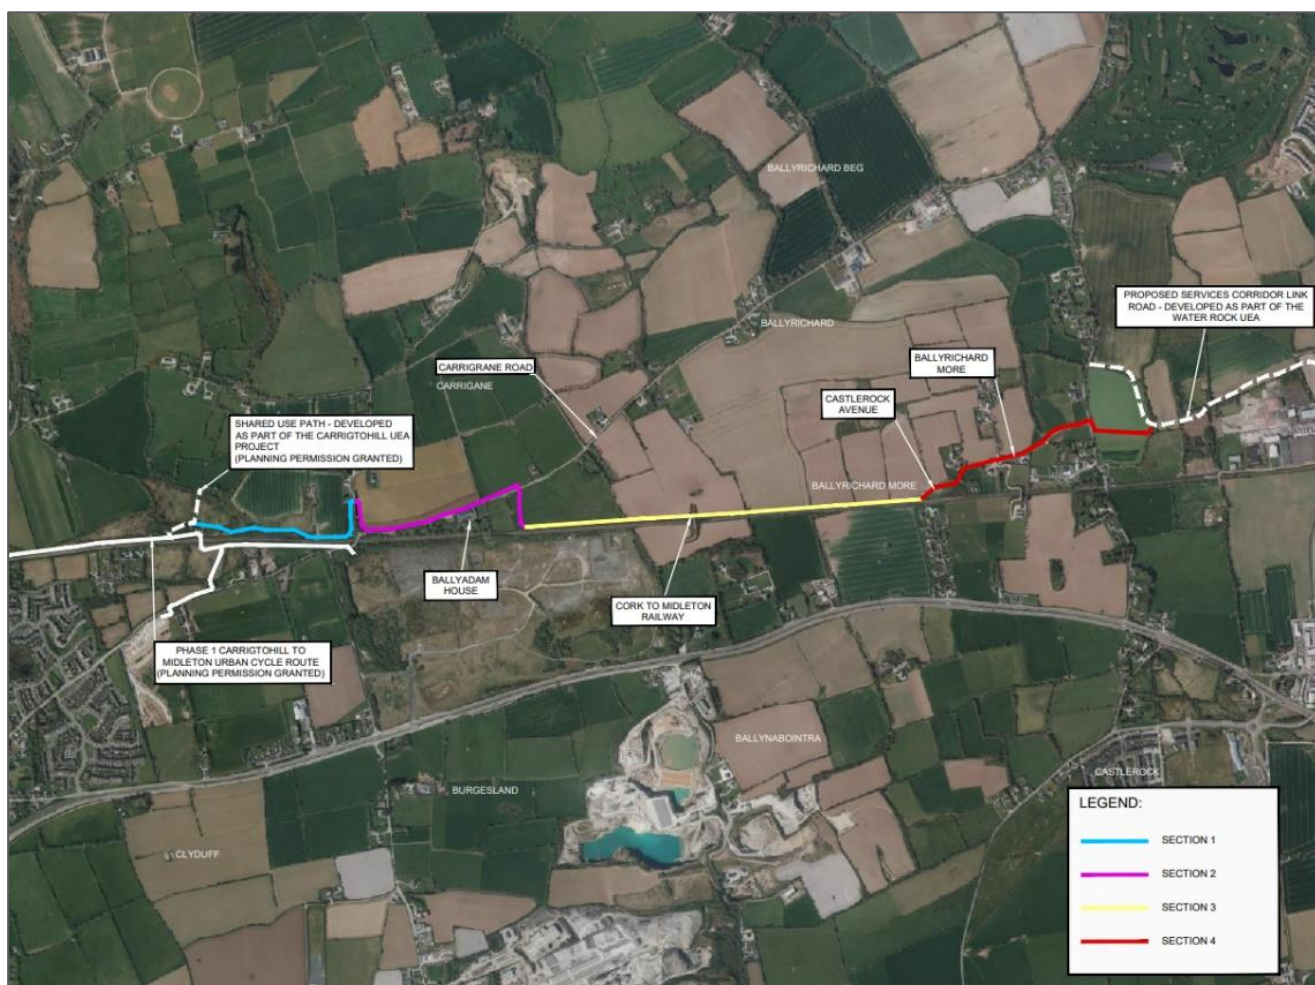 BALLYRICHARD BEG
PROPOSED SERVICES CORRIDOR LINK
ROAD - DEVELOPED AS PART OF THE
WATER ROCK UEA
BALLYRICHARD
BALLYRICHARD
MORE
CARRIGRANE ROAD
CARRIGANE
CASTLEROCK
AVENUE
SHARED USE PATH - DEVELOPED
AS PART OF THE CARRIGTOHILL UEA
PROJECT
(PLANNING PERMISSION GRANTED)
BALLYRICHARD MORE
BALLYADAM
HOUSE
CORK TO MIDLETON
RAILWAY
PHASE 1 CARRIGTOHILL TO
MIDLETON URBAN CYCLE ROUTE
(PLANNING PERMISSION GRANTED)
BALLYNABOINTRA
CASTLEROCK
BURGESLAND
CLYDUFF
LEGEND:
SECTION 1
SECTION 2
SECTION 3
SECTION 4